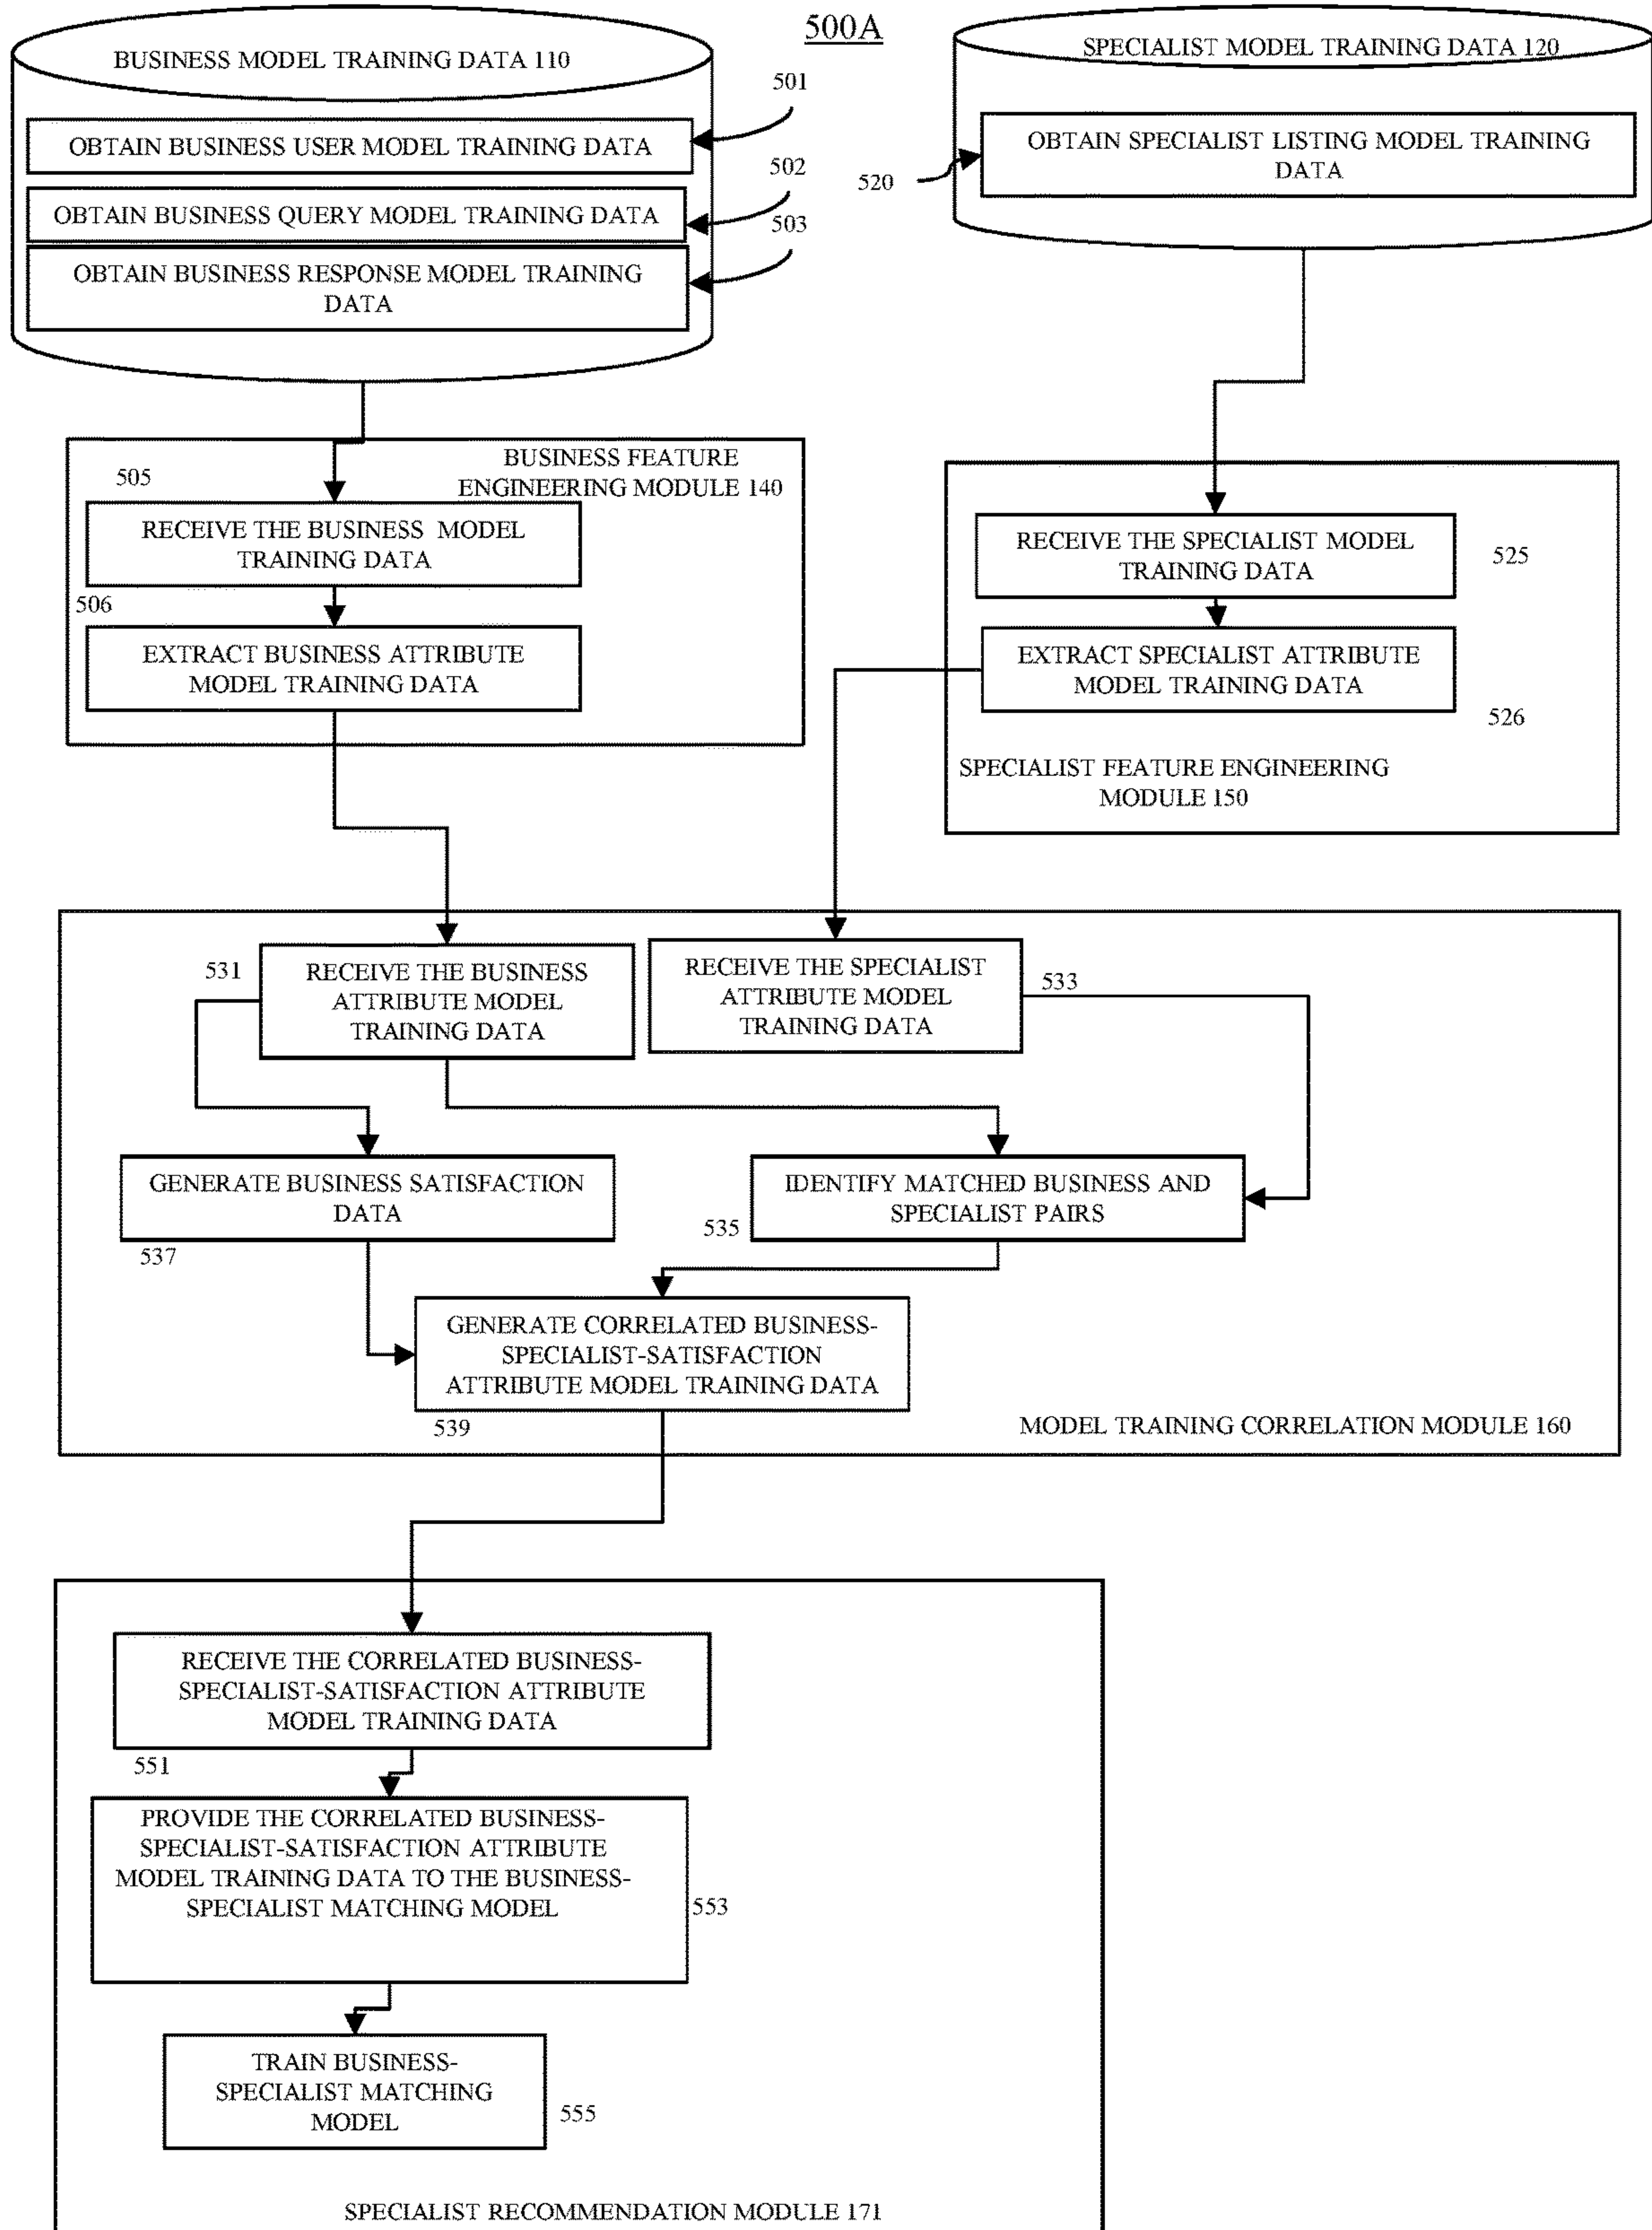 500A
BUSINESS MODEL TRAINING DATA 110
501
OBTAIN BUSINESS USER MODEL TRAINING DATA
502
OBTAIN BUSINESS QUERY MODEL TRAINING DATA
503
OBTAIN BUSINESS RESPONSE MODEL TRAINING
DATA
SPECIALIST MODEL TRAINING DATA 120
OBTAIN SPECIALIST LISTING MODEL TRAINING
DATA
520
BUSINESS FEATURE
ENGINEERING MODULE 140
505
RECEIVE THE BUSINESS MODEL
TRAINING DATA
506
EXTRACT BUSINESS ATTRIBUTE
MODEL TRAINING DATA
RECEIVE THE SPECIALIST MODEL
TRAINING DATA
525
EXTRACT SPECIALIST ATTRIBUTE
MODEL TRAINING DATA
526
SPECIALIST FEATURE ENGINEERING
MODULE 150
531
RECEIVE THE BUSINESS
ATTRIBUTE MODEL
TRAINING DATA
RECEIVE THE SPECIALIST
ATTRIBUTE MODEL
TRAINING DATA
533
GENERATE BUSINESS SATISFACTION
DATA
537
IDENTIFY MATCHED BUSINESS AND
SPECIALIST PAIRS
535
GENERATE CORRELATED BUSINESS-
SPECIALIST-SATISFACTION
ATTRIBUTE MODEL TRAINING DATA
539
MODEL TRAINING CORRELATION MODULE 160
RECEIVE THE CORRELATED BUSINESS-
SPECIALIST-SATISFACTION ATTRIBUTE
MODEL TRAINING DATA
551
PROVIDE THE CORRELATED BUSINESS-
SPECIALIST-SATISFACTION ATTRIBUTE
MODEL TRAINING DATA TO THE BUSINESS-
SPECIALIST MATCHING MODEL
553
TRAIN BUSINESS-
SPECIALIST MATCHING
MODEL
555
SPECIALIST RECOMMENDATION MODULE 171